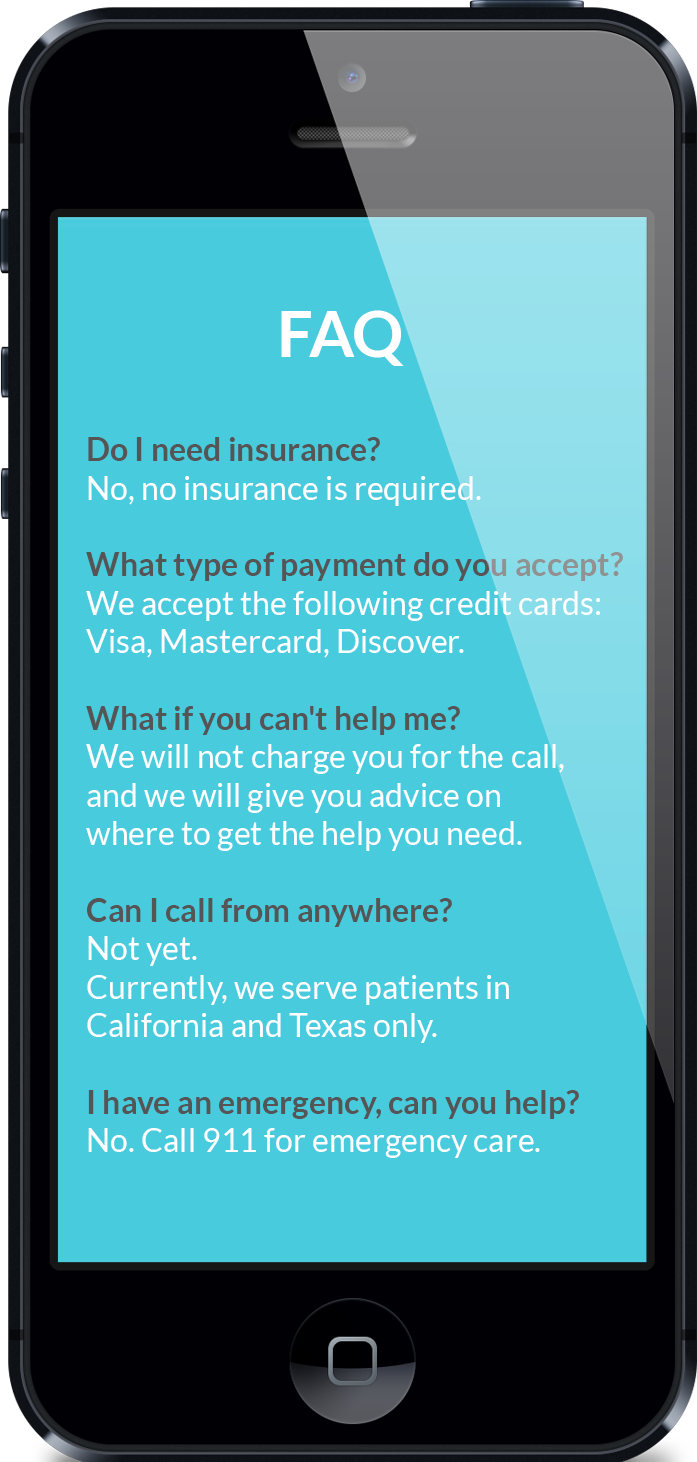 FAQ
Do I need insurance?
No, no insurance is required.
What type of payment do you accept?
We accept the following credit cards:
Visa, Mastercard, Discover.
What if you can't help me?
We will not charge you for the call,
and we will give you advice on
where to get the help you need.
Can I call from anywhere?
Not yet.
Currently, we serve patients in
California and Texas only.
I have an emergency, can you help?
No. Call 911 for emergency care.